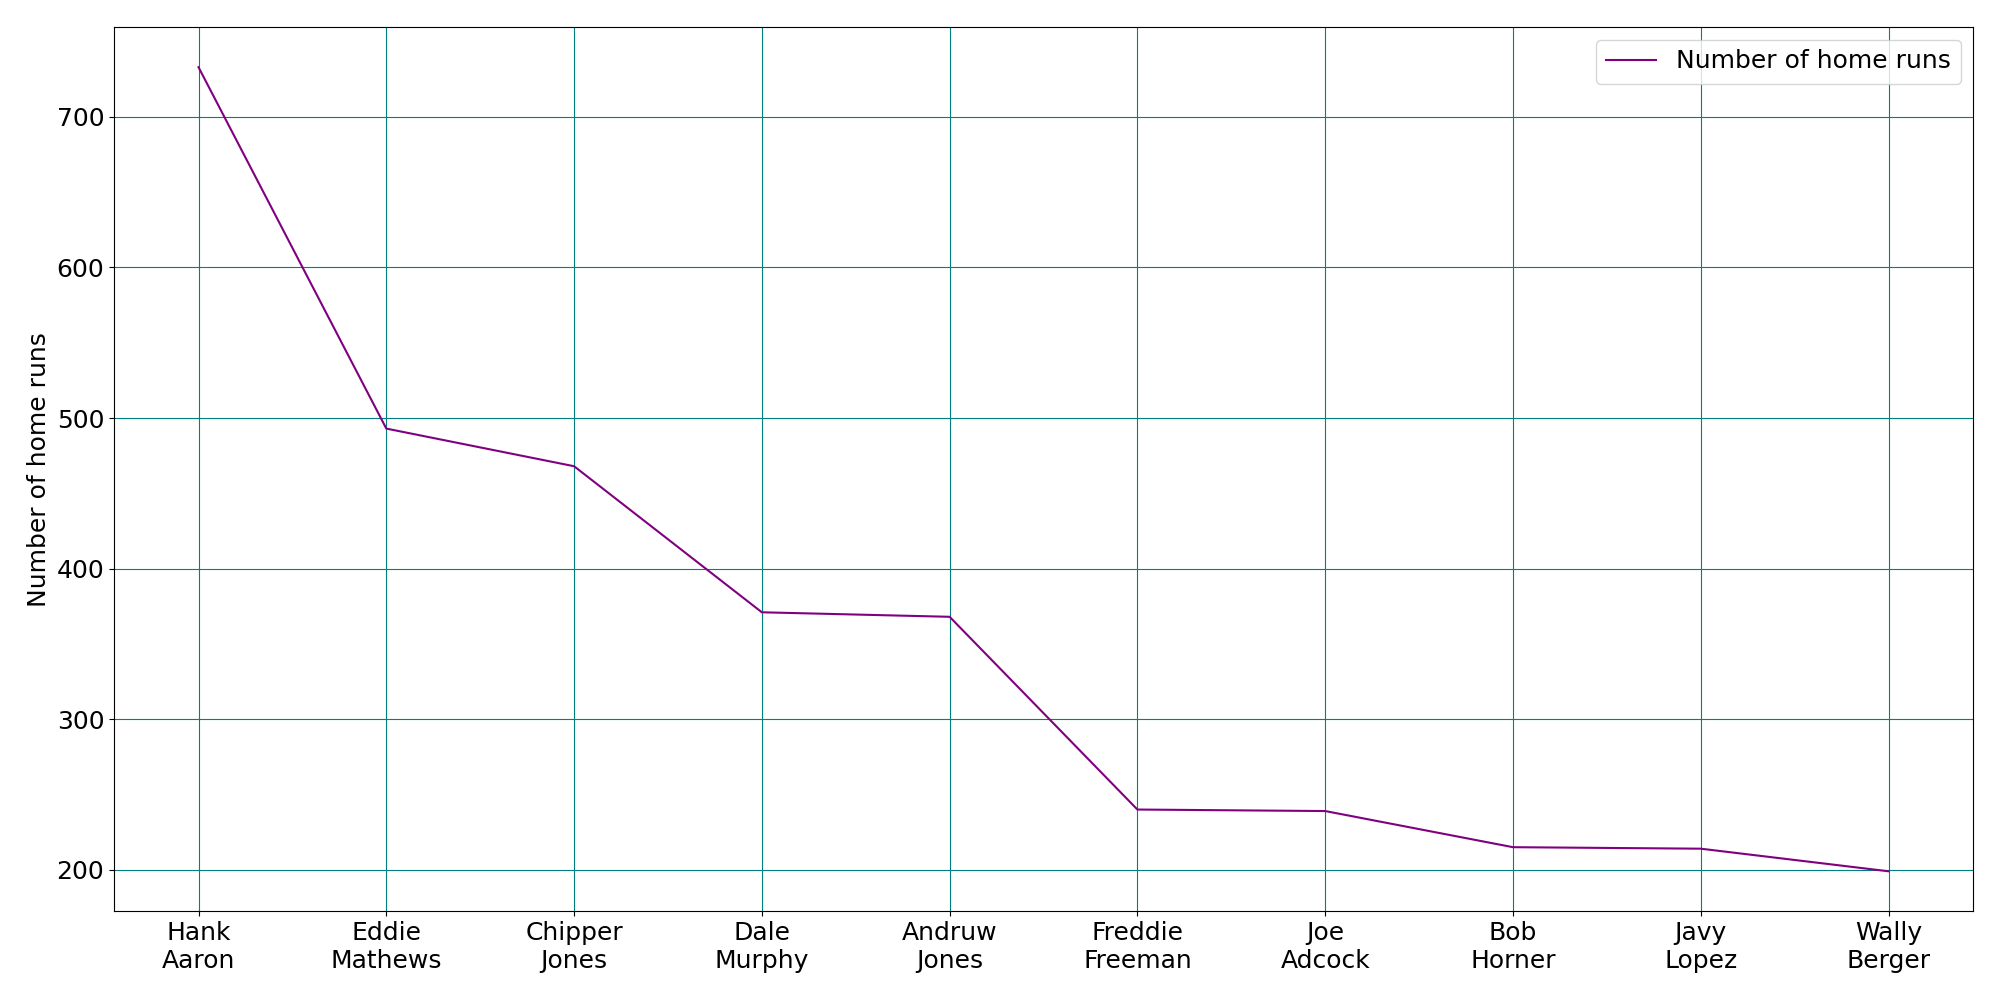 Number of home runs
Number of home runs
700
600
500
400
300
200
Hank
Aaron
Eddie
Mathews
Chipper
Jones
Dale
Murphy
Andruw
Jones
Freddie
Freeman
Joe
Adcock
Bob
Horner
Javy
Lopez
Wally
Berger